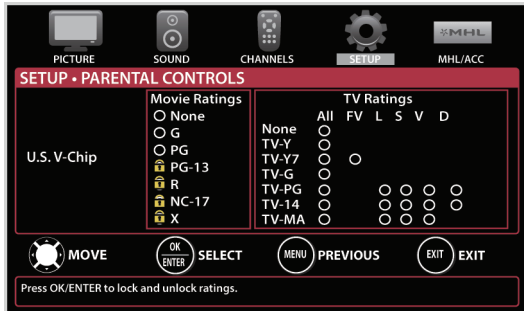 PICTURE SOUND CHANNELS SETUP MHL/ACC
MHL
SETUP • PARENTAL CONTROLS
U.S. V-Chip
Movie Ratings
None
G
PG
PG-13
R
NC-17
X
TV Ratings
All FV L S V D
None
TV-Y
TV-Y7
TV-G
TV-PG
TV-14
TV-MA
MOVE OK/ENTER SELECT MENU PREVIOUS EXIT EXIT
Press OK/ENTER to lock and unlock ratings.